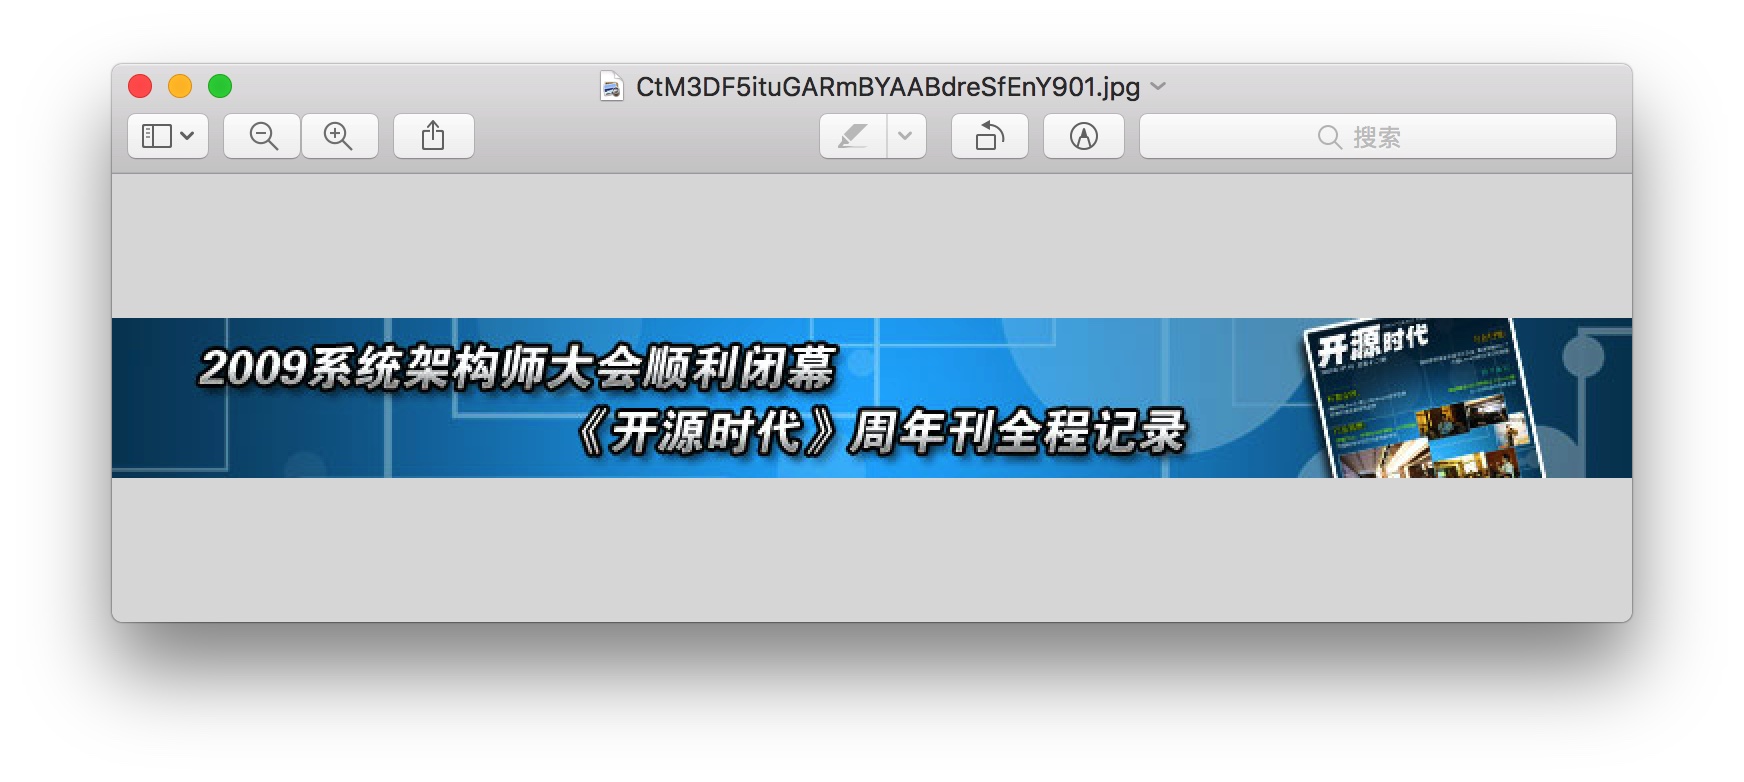 CtM3DF5ituGARmBYAABdreSfEnY901.jpg
搜索
2009系统架构师大会顺利闭幕
《开源时代》周年刊全程记录
开源时代